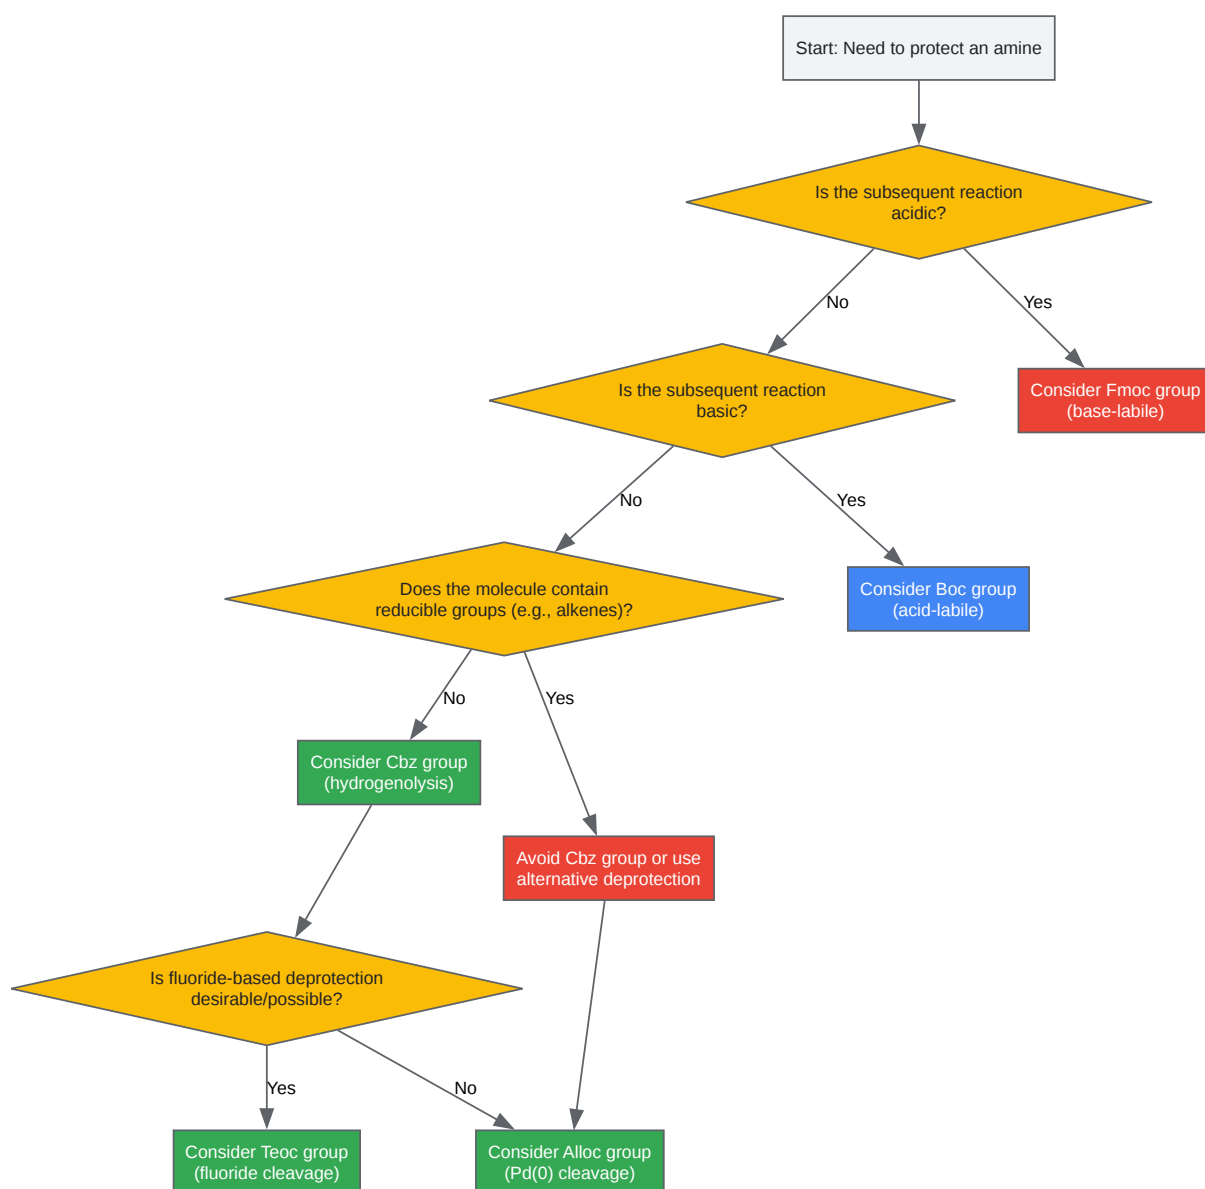 Start: Need to protect an amine
Is the subsequent reaction
acidic?
No
Yes
Is the subsequent reaction
basic?
Consider Fmoc group
(base-labile)
No
Yes
Does the molecule contain
reducible groups (e.g., alkenes)?
Consider Boc group
(acid-labile)
No
Yes
Consider Cbz group
(hydrogenolysis)
Avoid Cbz group or use
alternative deprotection
Is fluoride-based deprotection
desirable/possible?
Yes
No
Consider Teoc group
(fluoride cleavage)
Consider Alloc group
(Pd(0) cleavage)